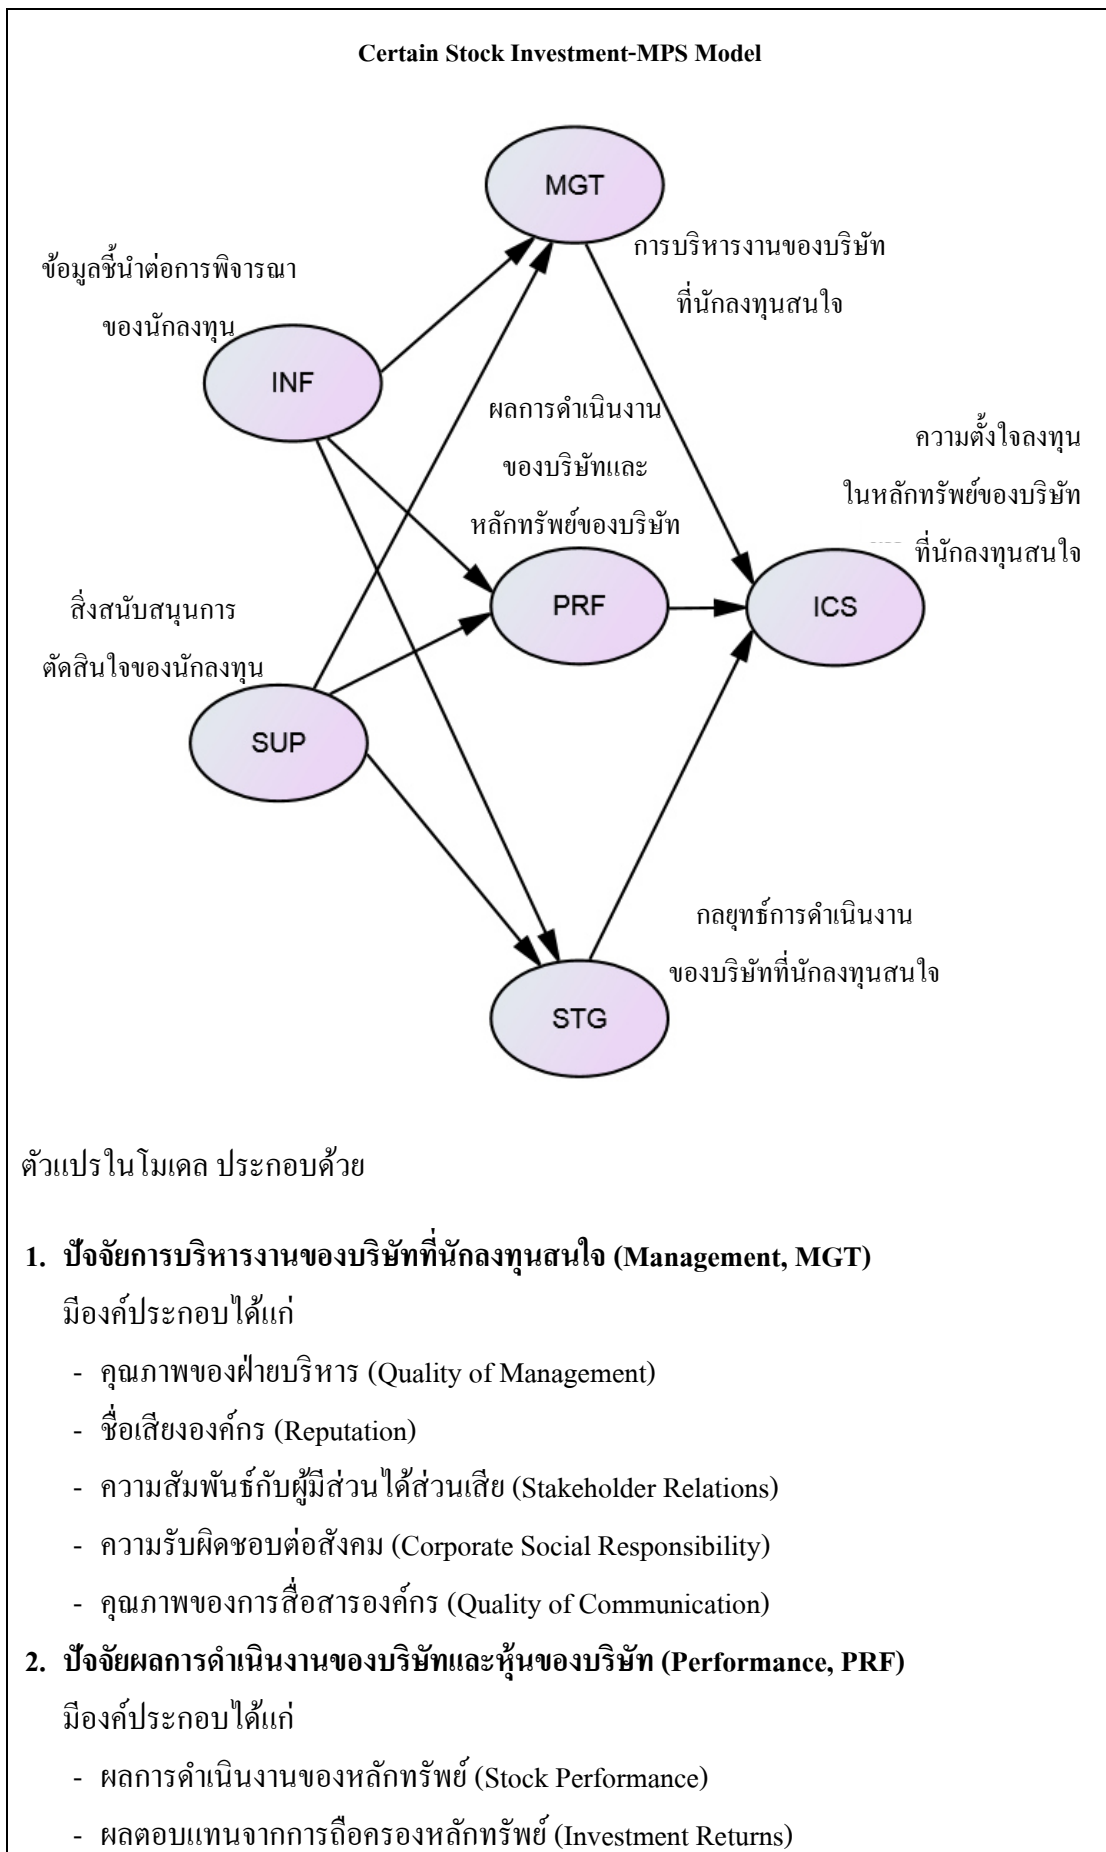 Certain Stock Investment-MPS Model
MGT
การบริหารงานของบริษัท
ที่นักลงทุนสนใจ
ข้อมูลชี้นำต่อการพิจารณา
ของนักลงทุน
INF
ผลการดำเนินงาน
ของบริษัทและ
หลักทรัพย์ของบริษัท
ความตั้งใจลงทุน
ในหลักทรัพย์ของบริษัท
ที่นักลงทุนสนใจ
PRF
ICS
สิ่งสนับสนุนการ
ตัดสินใจของนักลงทุน
SUP
กลยุทธ์การดำเนินงาน
ของบริษัทที่นักลงทุนสนใจ
STG
ตัวแปรในโมเดล ประกอบด้วย
1. ปัจจัยการบริหารงานของบริษัทที่นักลงทุนสนใจ (Management, MGT)
มีองค์ประกอบได้แก่
- คุณภาพของฝ่ายบริหาร (Quality of Management)
- ชื่อเสียงองค์กร (Reputation)
- ความสัมพันธ์กับผู้มีส่วนได้ส่วนเสีย (Stakeholder Relations)
- ความรับผิดชอบต่อสังคม (Corporate Social Responsibility)
- คุณภาพของการสื่อสารองค์กร (Quality of Communication)
2. ปัจจัยผลการดำเนินงานของบริษัทและหุ้นของบริษัท (Performance, PRF)
มีองค์ประกอบได้แก่
- ผลการดำเนินงานของหลักทรัพย์ (Stock Performance)
- ผลตอบแทนจากการถือครองหลักทรัพย์ (Investment Returns)